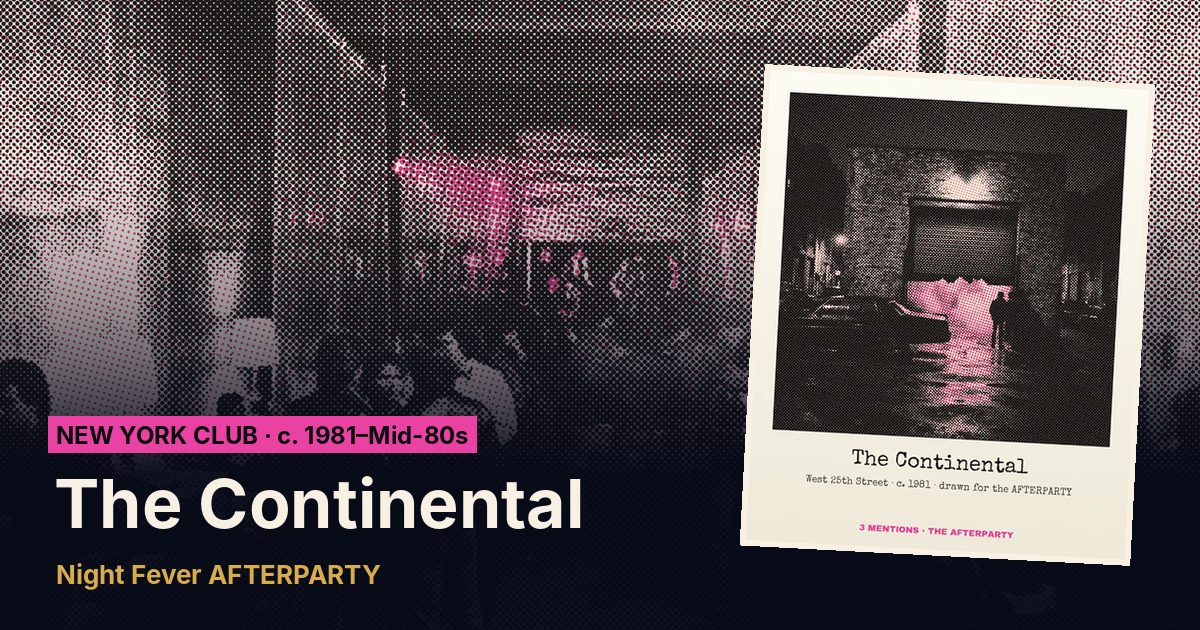 NEW YORK CLUB · c. 1981–Mid-80s
The Continental
Night Fever AFTERPARTY
The Continental
West 25th Street · c. 1981 · drawn for the AFTERPARTY
3 MENTIONS · THE AFTERPARTY